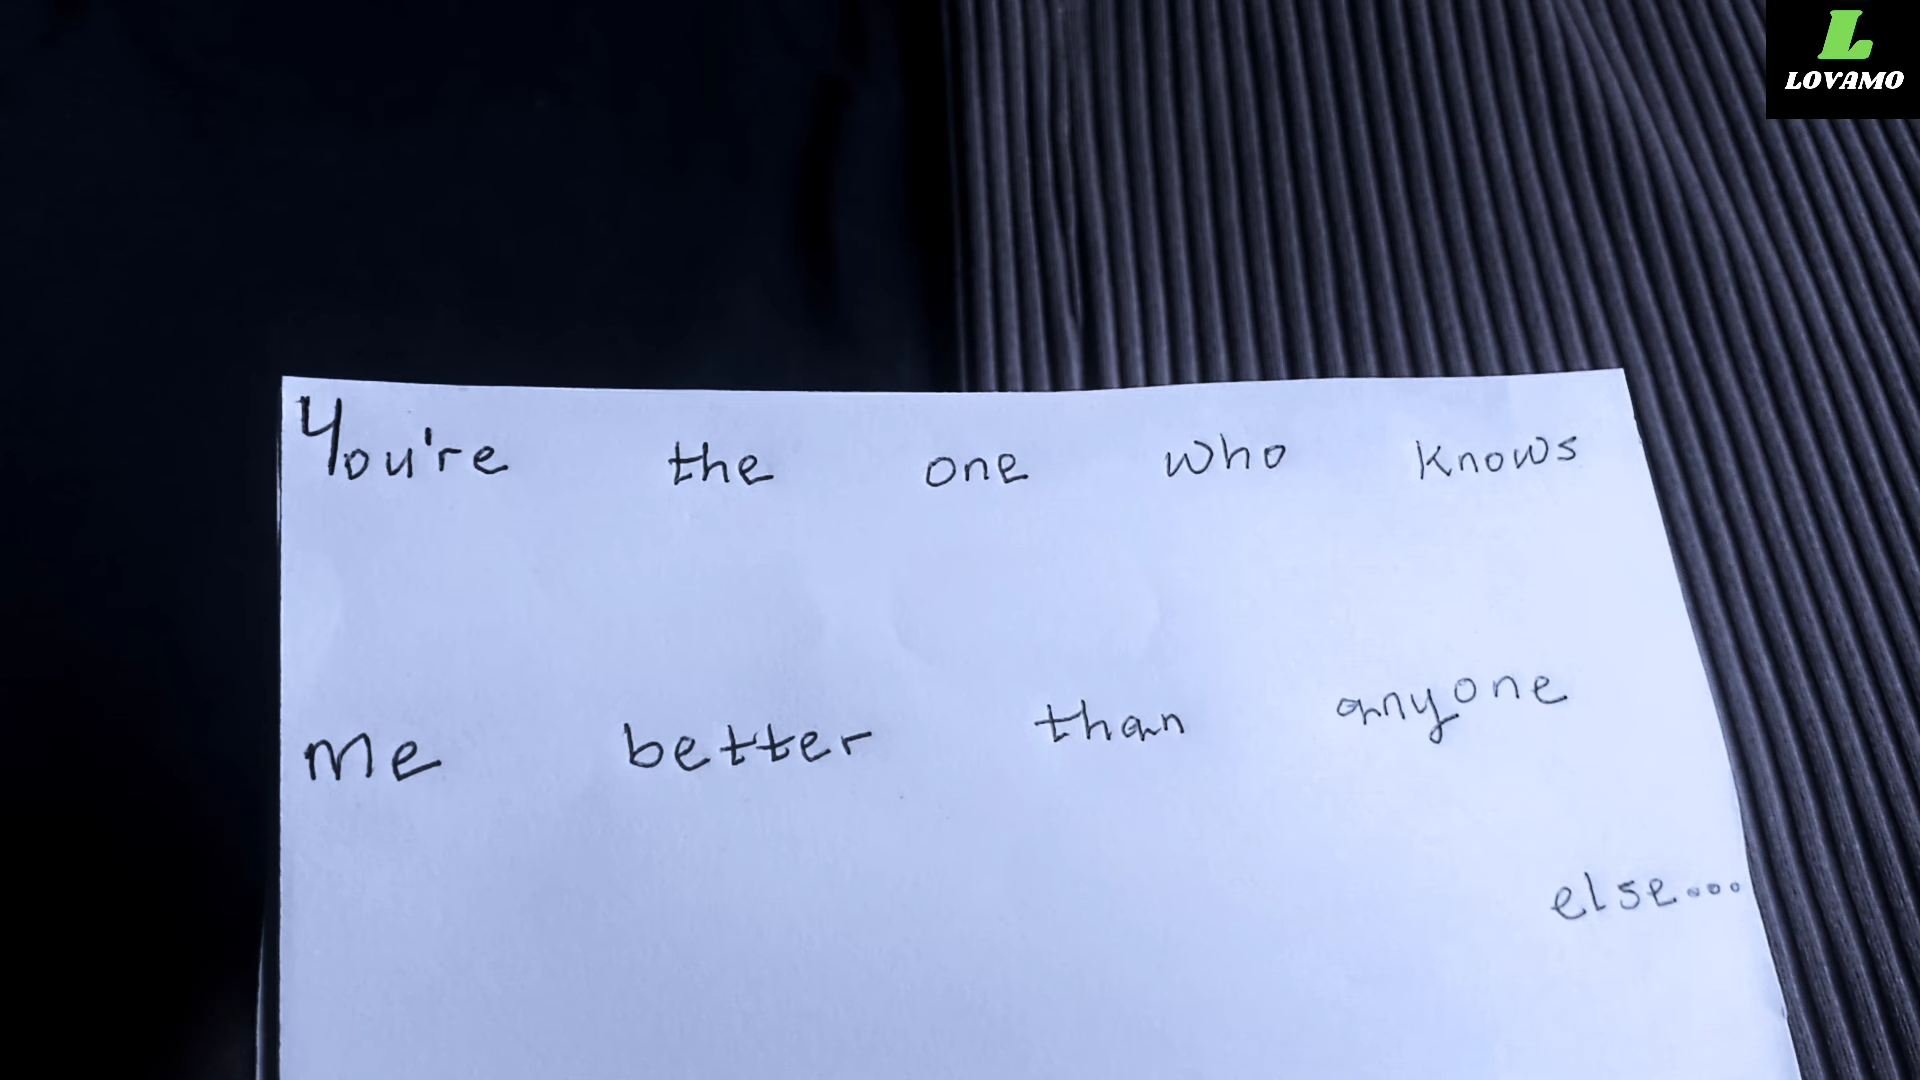 L
LOVAMO
You're the one who knows
me better than anyone
else....